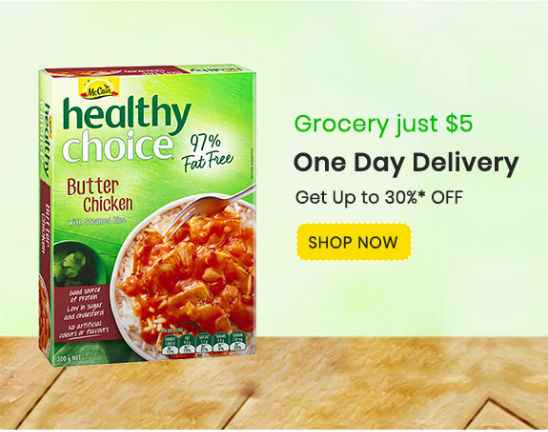 McCain
healthy
choice
97%
Fat Free
Butter
Chicken
with Steamed Rice
Good source
of Protein
Low in sugar
and cholesterol
No artificial
colours or flavours
300g NET
Grocery just $5
One Day Delivery
Get Up to 30%* OFF
SHOP NOW